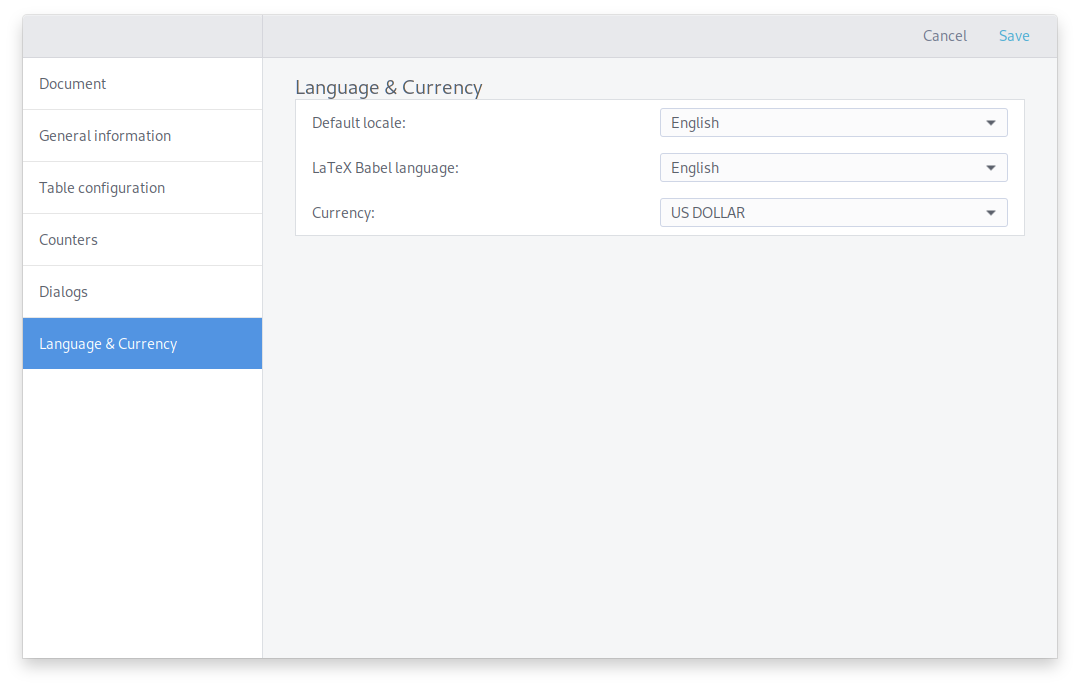 Cancel Save
Document
General information
Table configuration
Counters
Dialogs
Language & Currency
Language & Currency
Default locale: English
LaTeX Babel language: English
Currency: US DOLLAR